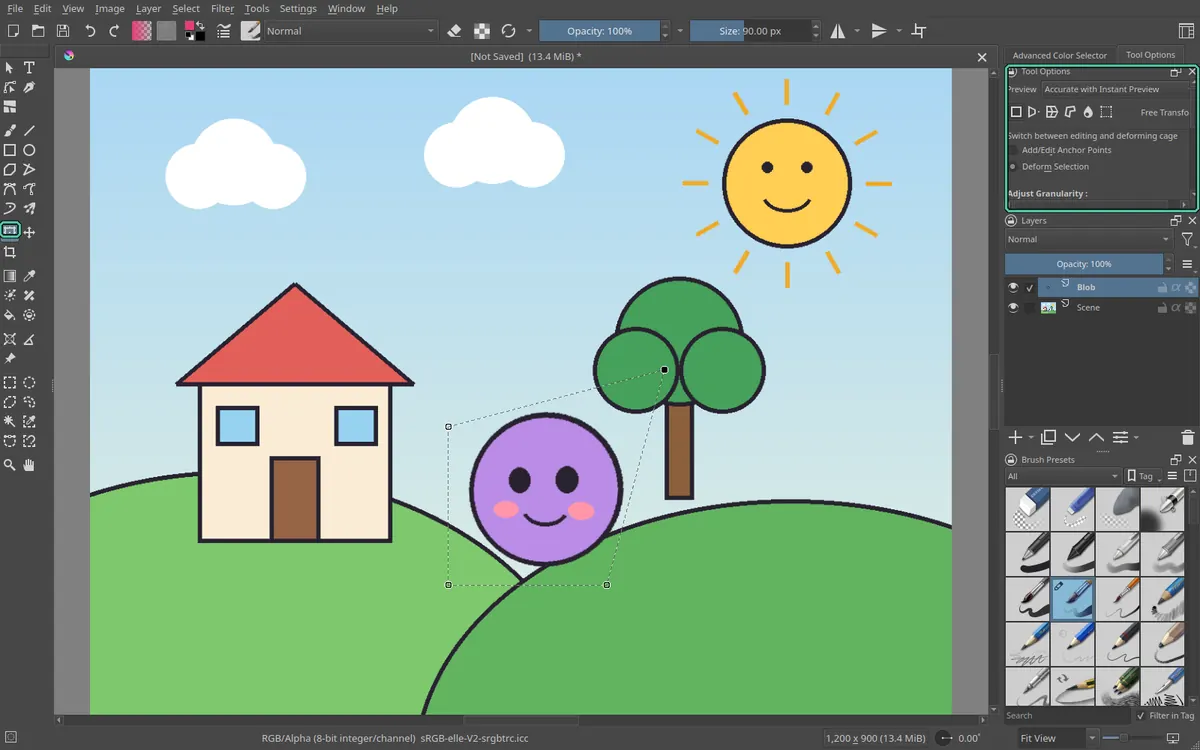 File Edit View Image Layer Select Filter Tools Settings Window Help
Normal Opacity: 100% Size: 90.00 px
[Not Saved] (13.4 MiB) *
Advanced Color Selector Tool Options
Tool Options
Preview Accurate with Instant Preview
Free Transfo
Switch between editing and deforming cage
Add/Edit Anchor Points
Deform Selection
Adjust Granularity :
Layers
Normal
Opacity: 100%
Blob
Scene
Brush Presets
All Tag
Search Filter in Tag
RGB/Alpha (8-bit integer/channel) sRGB-elle-V2-srgbtrc.icc 1,200 x 900 (13.4 MiB) 0.00° Fit View